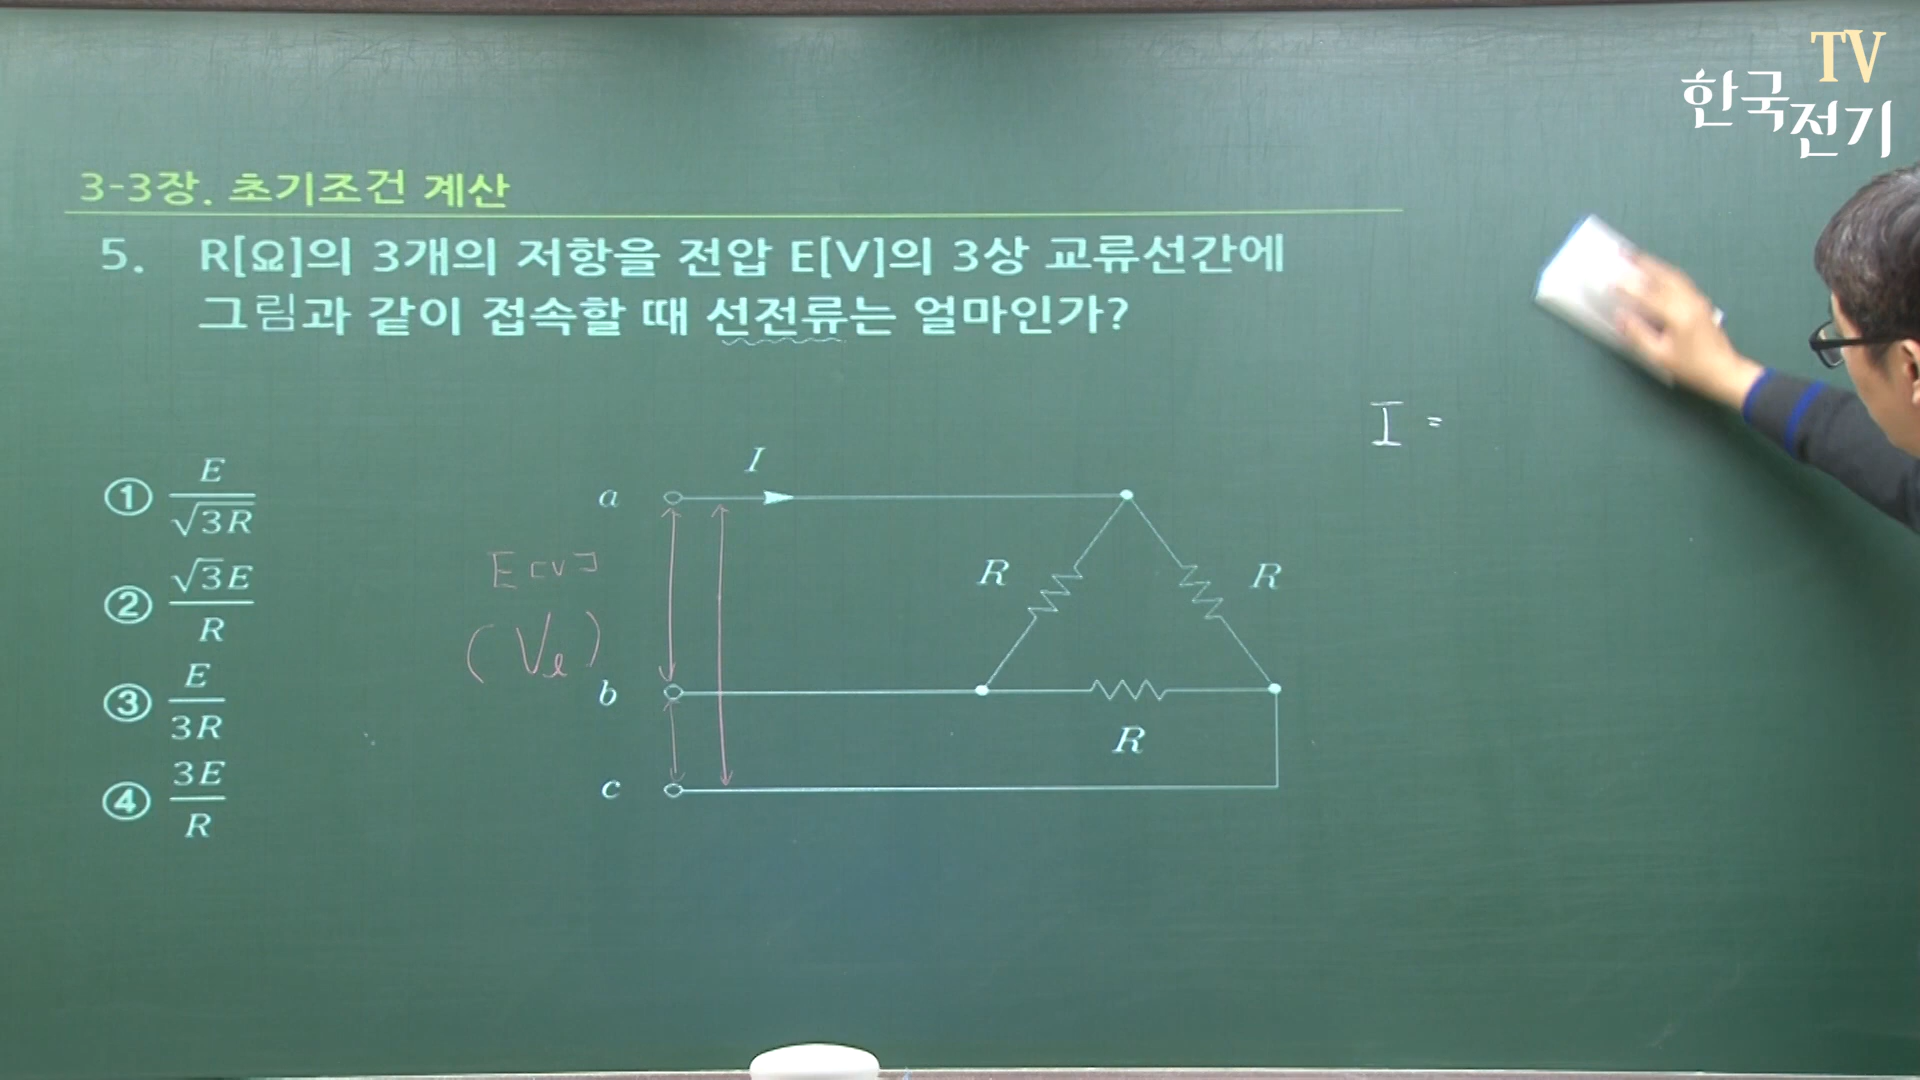 TV
한국
전기
3-3장. 초기조건 계산
5. R[요]의 3개의 저항을 전압 E[V]의 3상 교류선간에
그림과 같이 접속할 때 선전류는 얼마인가?
I =
① E/√3R
② √3E/R
③ E/3R
④ 3E/R
I
a
E[V]
(Vℓ)
R
R
b
R
c